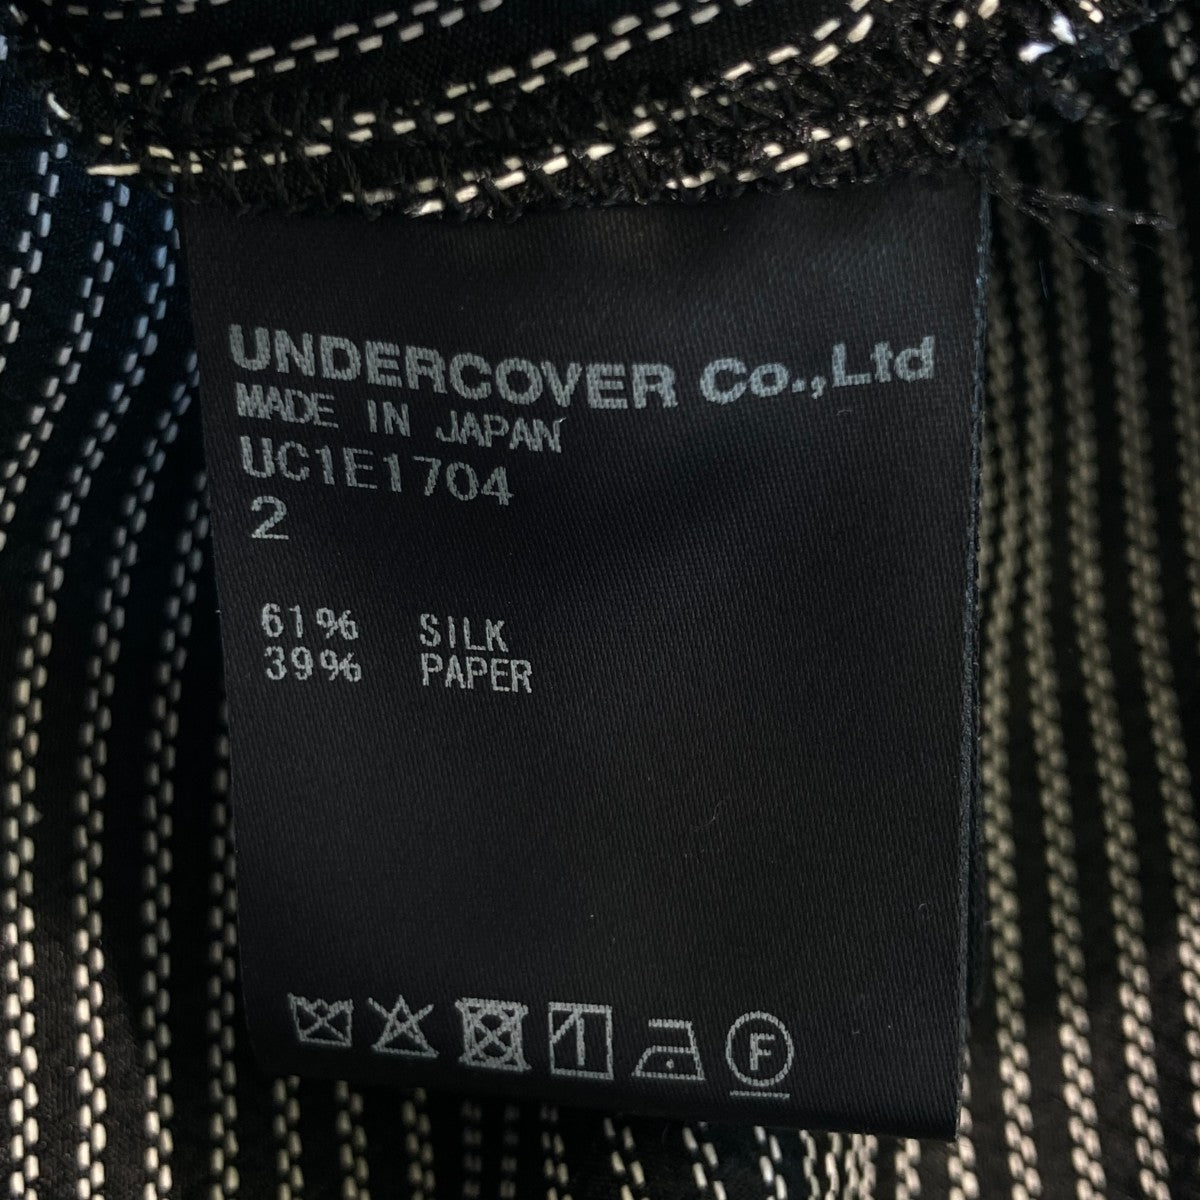 UNDERCOVER Co.,Ltd
MADE IN JAPAN
UC1E1704
2
61% SILK
39% PAPER
F